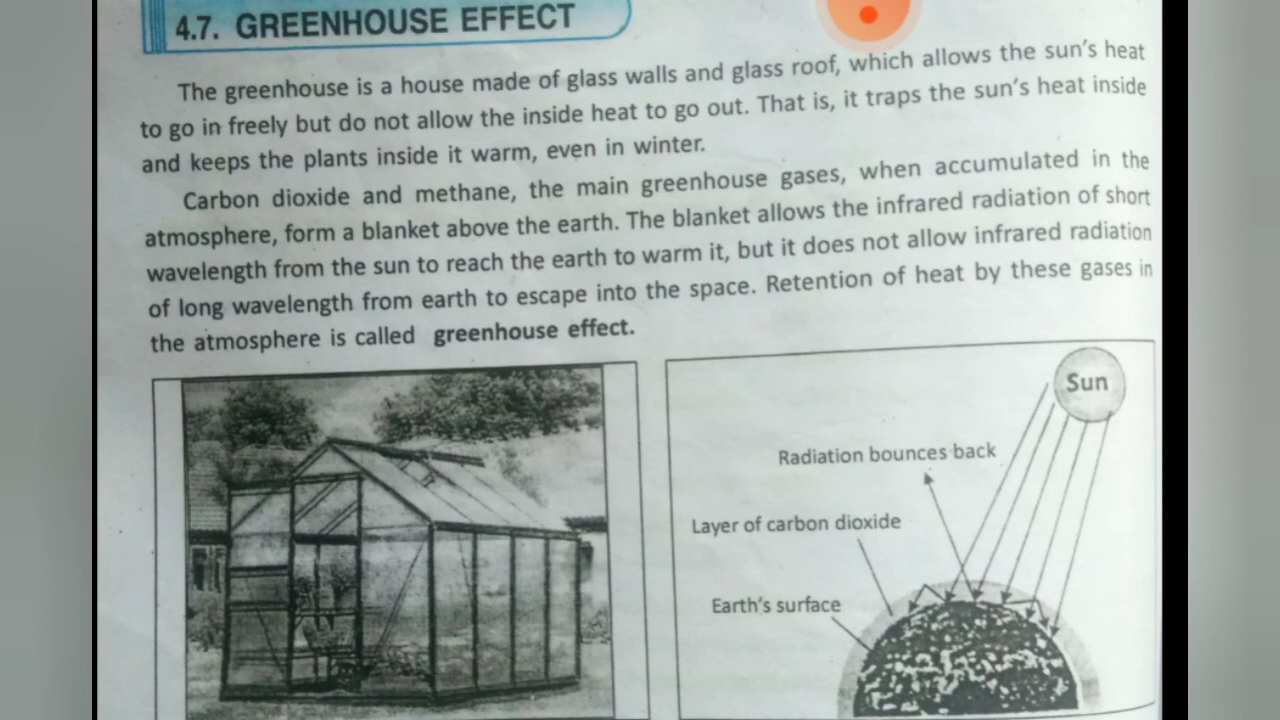 4.7. GREENHOUSE EFFECT
The greenhouse is a house made of glass walls and glass roof, which allows the sun's heat
to go in freely but do not allow the inside heat to go out. That is, it traps the sun's heat inside
and keeps the plants inside it warm, even in winter.
Carbon dioxide and methane, the main greenhouse gases, when accumulated in the
atmosphere, form a blanket above the earth. The blanket allows the infrared radiation of short
wavelength from the sun to reach the earth to warm it, but it does not allow infrared radiation
of long wavelength from earth to escape into the space. Retention of heat by these gases in
the atmosphere is called greenhouse effect.
Sun
Radiation bounces back
Layer of carbon dioxide
Earth's surface